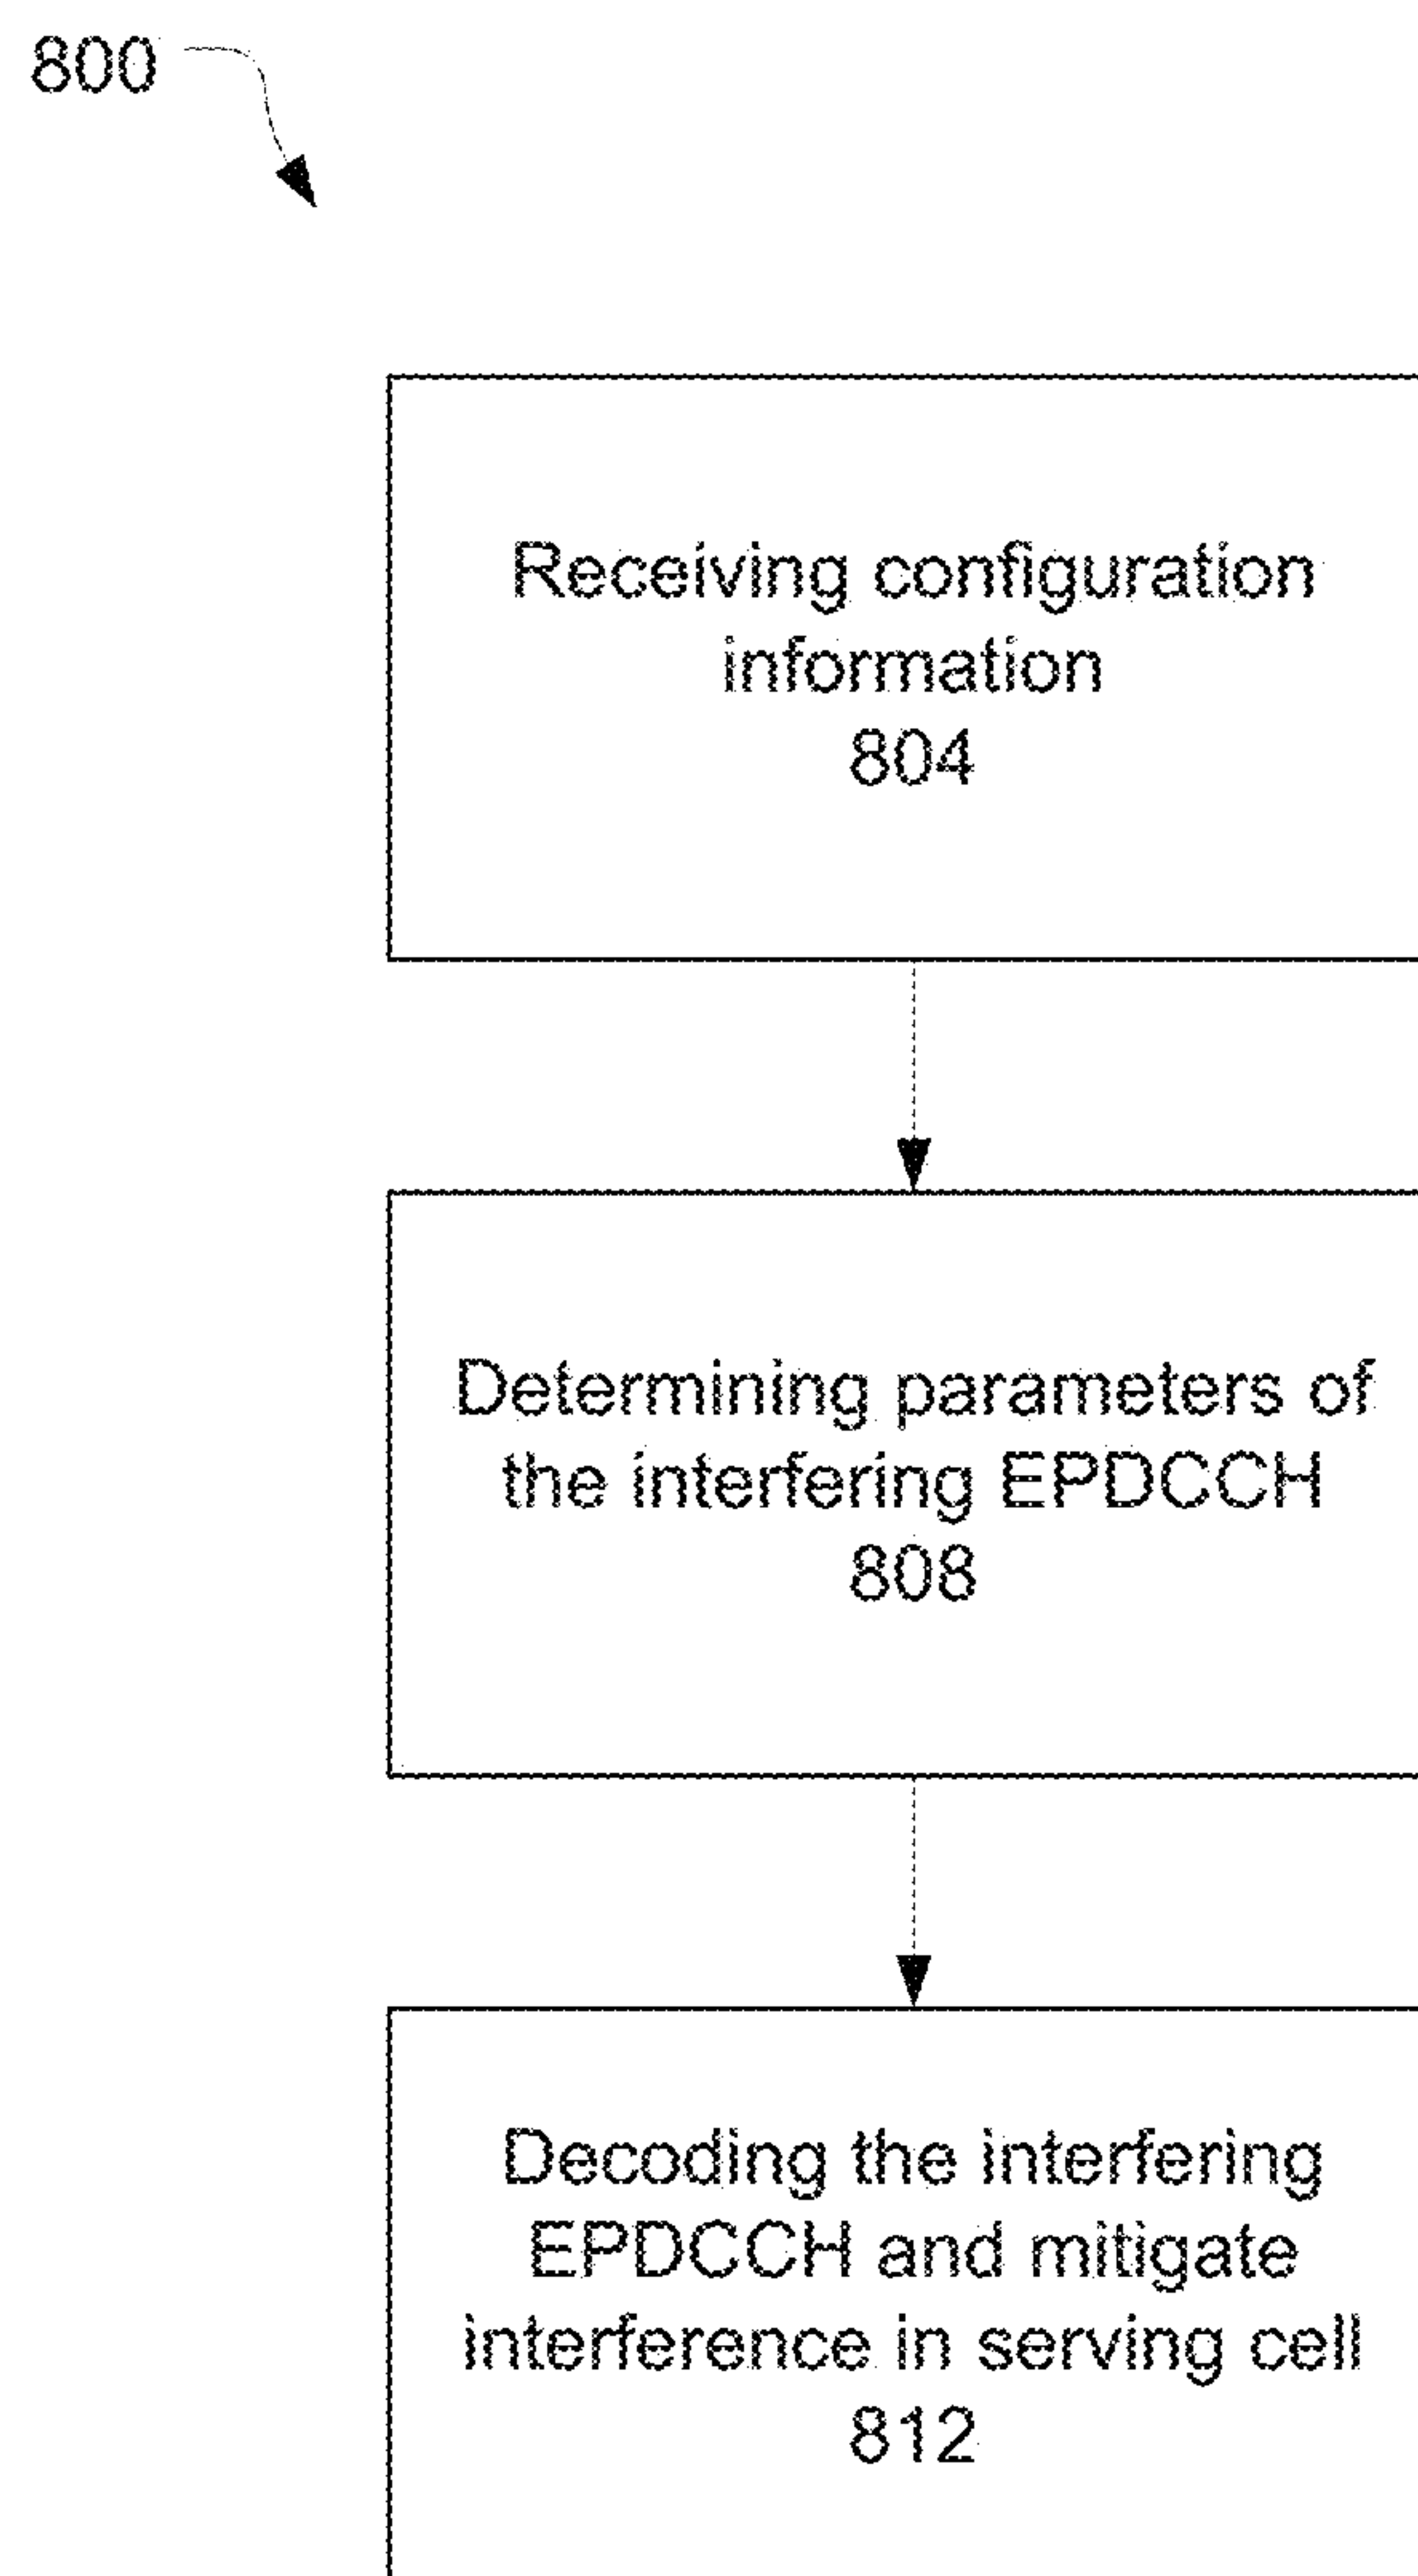 800
Receiving configuration
information
804
Determining parameters of
the interfering EPDCCH
808
Decoding the interfering
EPDCCH and mitigate
interference in serving cell
812